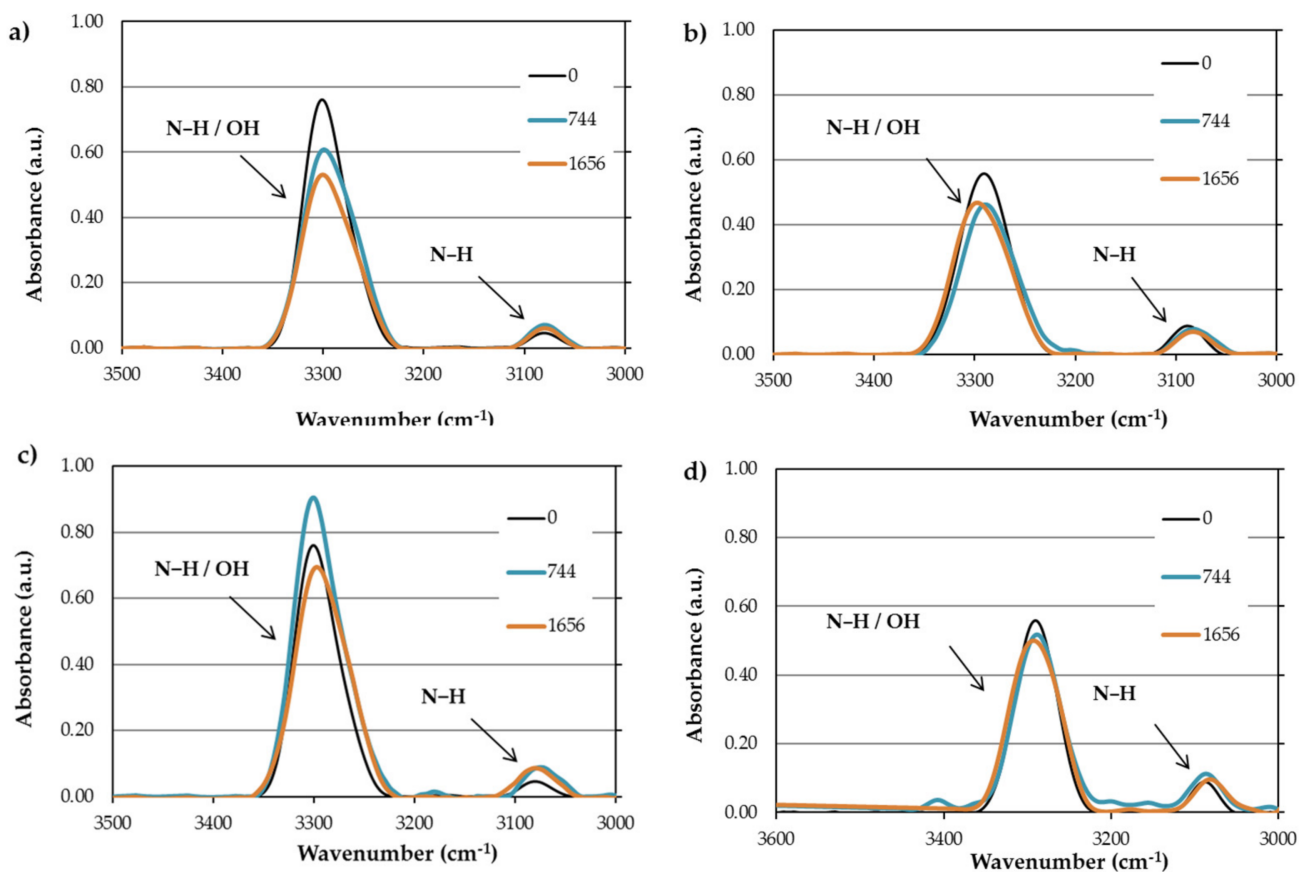 a)
1.00
0.80
0.60
0.40
0.20
0.00
Absorbance (a.u.)
N–H / OH
N–H
0
744
1656
3500 3400 3300 3200 3100 3000
Wavenumber (cm-1)
b)
1.00
0.80
0.60
0.40
0.20
0.00
Absorbance (a.u.)
N–H / OH
N–H
0
744
1656
3500 3400 3300 3200 3100 3000
Wavenumber (cm-1)
c)
1.00
0.80
0.60
0.40
0.20
0.00
Absorbance (a.u.)
N–H / OH
N–H
0
744
1656
3500 3400 3300 3200 3100 3000
Wavenumber (cm-1)
d)
1.00
0.80
0.60
0.40
0.20
0.00
Absorbance (a.u.)
N–H / OH
N–H
0
744
1656
3600 3400 3200 3000
Wavenumber (cm-1)